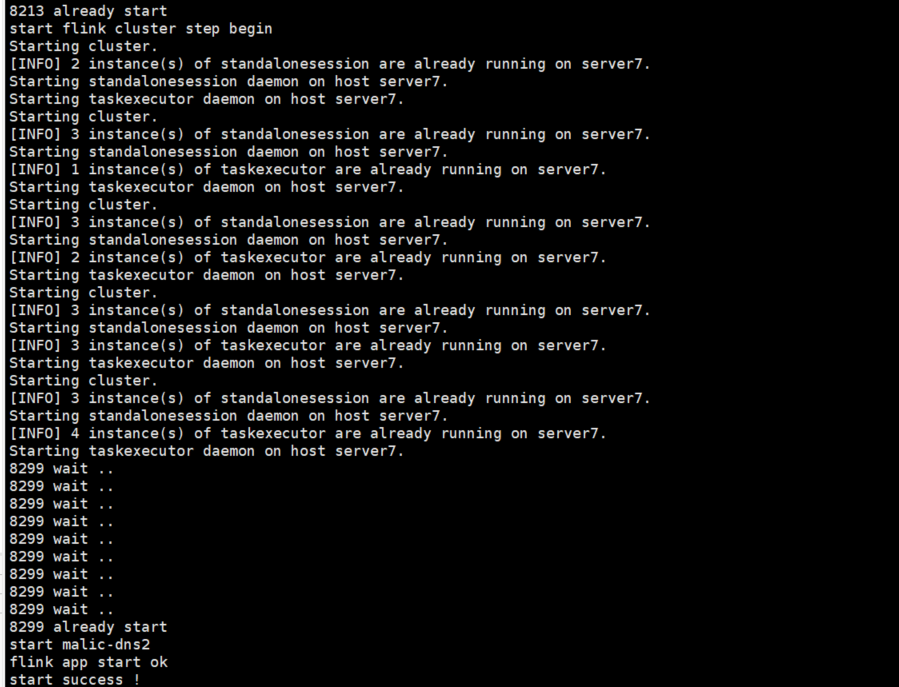 8213 already start
start flink cluster step begin
Starting cluster.
[INFO] 2 instance(s) of standalonesession are already running on server7.
Starting standalonesession daemon on host server7.
Starting taskexecutor daemon on host server7.
Starting cluster.
[INFO] 3 instance(s) of standalonesession are already running on server7.
Starting standalonesession daemon on host server7.
[INFO] 1 instance(s) of taskexecutor are already running on server7.
Starting taskexecutor daemon on host server7.
Starting cluster.
[INFO] 3 instance(s) of standalonesession are already running on server7.
Starting standalonesession daemon on host server7.
[INFO] 2 instance(s) of taskexecutor are already running on server7.
Starting taskexecutor daemon on host server7.
Starting cluster.
[INFO] 3 instance(s) of standalonesession are already running on server7.
Starting standalonesession daemon on host server7.
[INFO] 3 instance(s) of taskexecutor are already running on server7.
Starting taskexecutor daemon on host server7.
Starting cluster.
[INFO] 3 instance(s) of standalonesession are already running on server7.
Starting standalonesession daemon on host server7.
[INFO] 4 instance(s) of taskexecutor are already running on server7.
Starting taskexecutor daemon on host server7.
8299 wait ..
8299 wait ..
8299 wait ..
8299 wait ..
8299 wait ..
8299 wait ..
8299 wait ..
8299 wait ..
8299 wait ..
8299 already start
start malic-dns2
flink app start ok
start success !